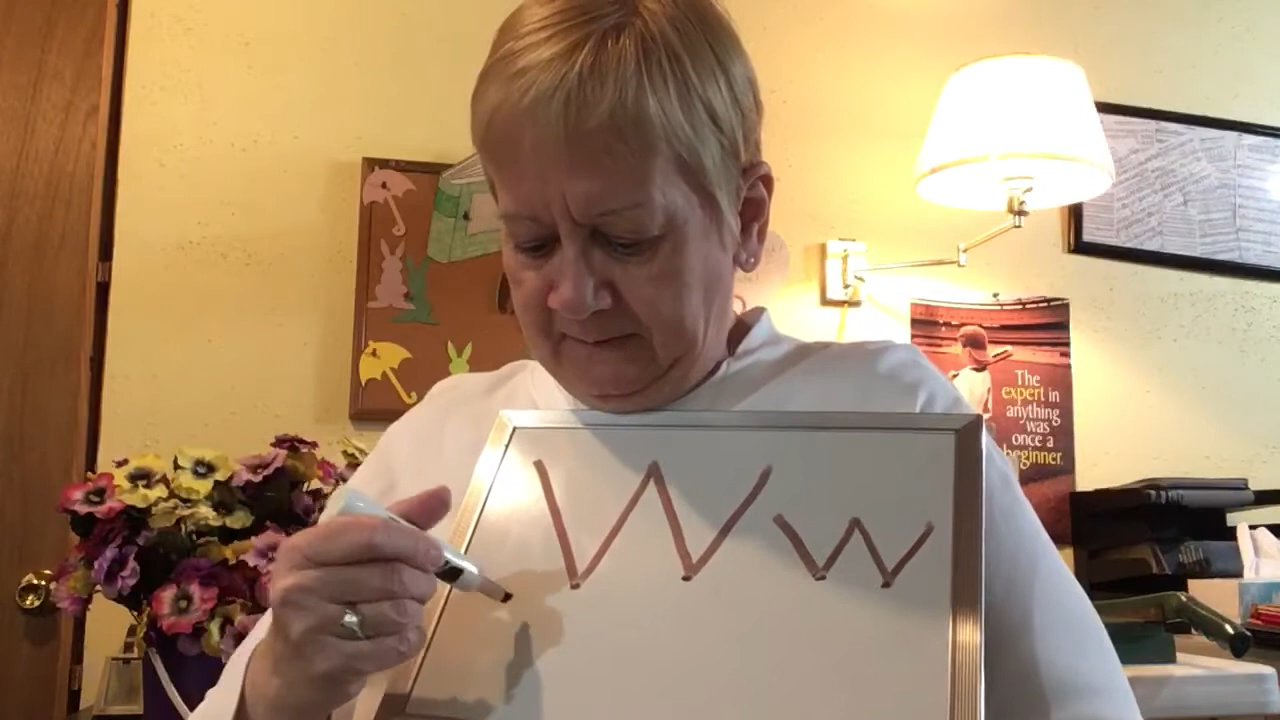 Ww
The
expert in
anything
was
once a
beginner.